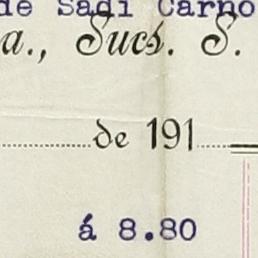 de Sadi Carno
a., Sucs. S.
de 191
á 8.80